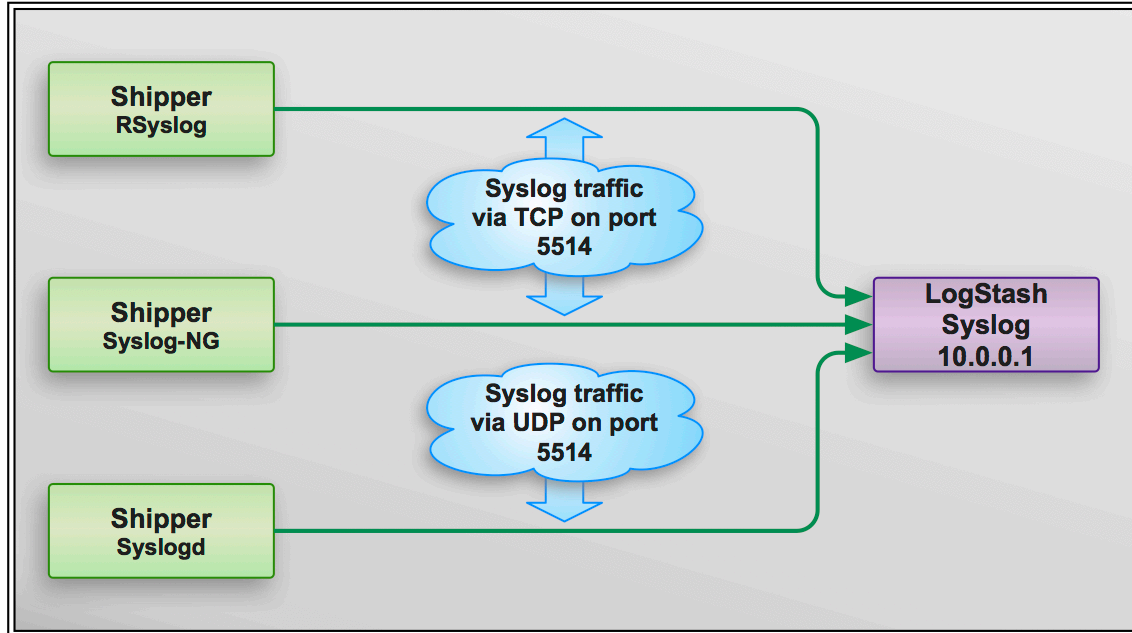 Shipper
RSyslog
Syslog traffic
via TCP on port
5514
Shipper
Syslog-NG
LogStash
Syslog
10.0.0.1
Syslog traffic
via UDP on port
5514
Shipper
Syslogd